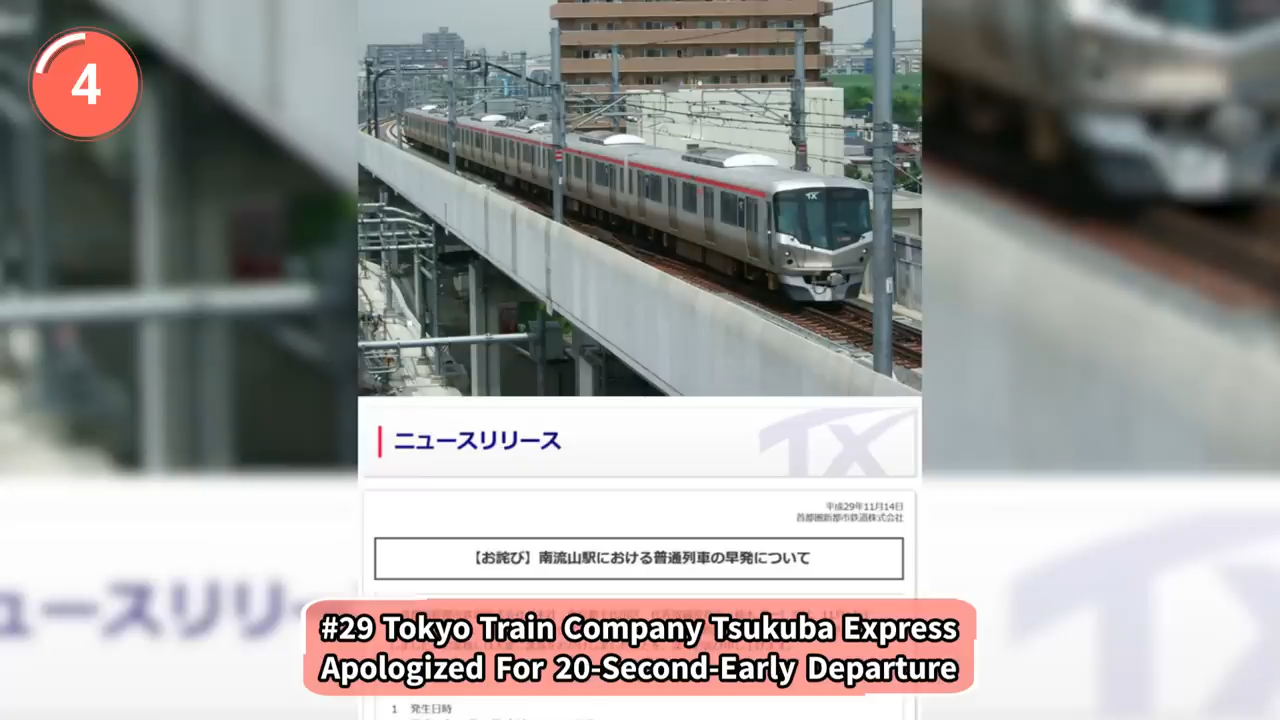 4
TX
ニュースリリース
TX
平成29年11月14日
首都圏新都市鉄道株式会社
【お詫び】南流山駅における普通列車の早発について
#29 Tokyo Train Company Tsukuba Express
Apologized For 20-Second-Early Departure
1 発生日時